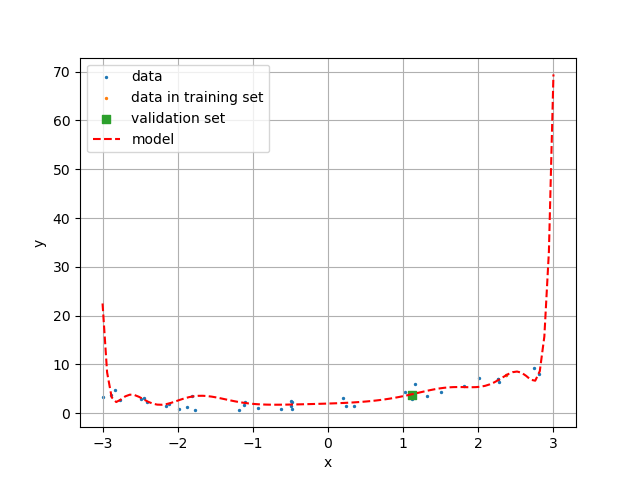 data
data in training set
validation set
model
70
60
50
40
30
20
10
0
y
−3
−2
−1
0
1
2
3
x